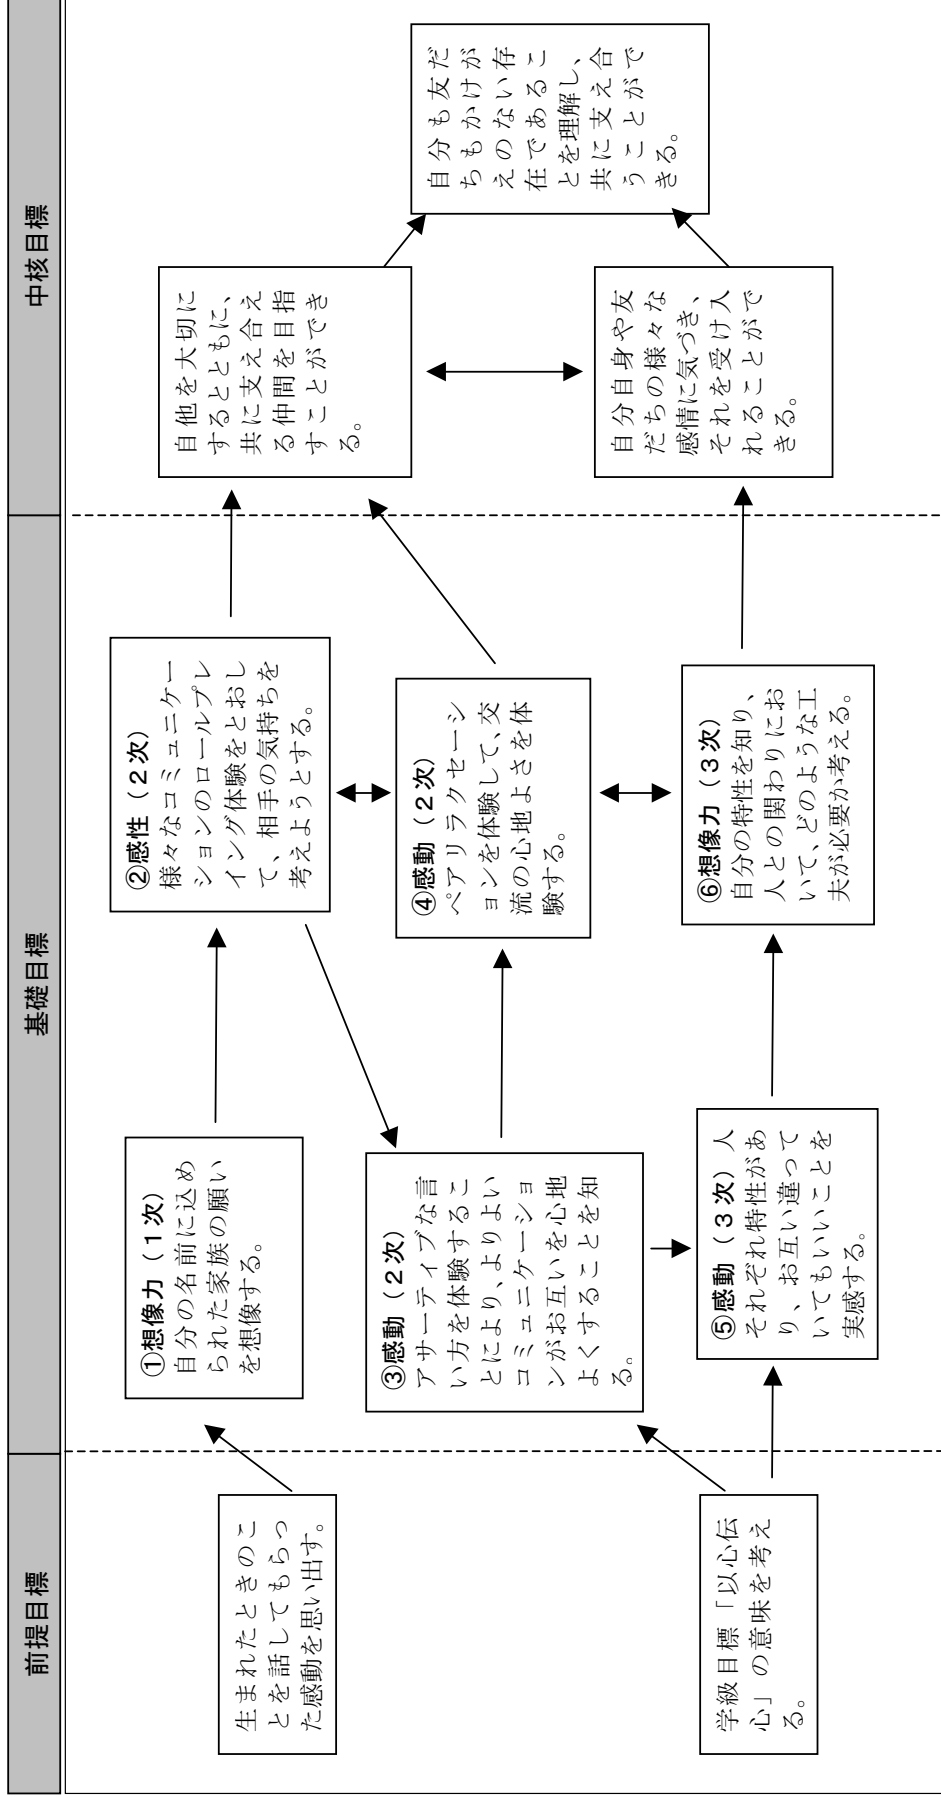 前提目標
基礎目標
中核目標
生まれたときのこ
とを話してもらっ
た感動を思い出す。
学級目標「以心伝
心」の意味を考え
る。
①想像力（１次）
自分の名前に込め
られた家族の願い
を想像する。
②感性（２次）
様々なコミュニケー
ションのロールプレ
イング体験をとおし
て、相手の気持ちを
考えようとする。
③感動（２次）
アサーティブな言
い方を体験するこ
とにより、よりよい
コミュニケーショ
ンがお互いを心地
よくすることを知
る。
④感動（２次）
ペアリラクセーシ
ョンを体験して、交
流の心地よさを体
験する。
⑤感動（３次）人
それぞれ特性があ
り、お互い違って
いてもいいことを
実感する。
⑥想像力（３次）
自分の特性を知り、
人との関わりにお
いて、どのような工
夫が必要か考える。
自他を大切に
するとともに、
共に支え合え
る仲間を目指
すことができ
る。
自分自身や友
だちの様々な
感情に気づき、
それを受け入
れることがで
きる。
自分も友だ
ちもかけが
えのない存
在であるこ
とを理解し、
共に支え合
うことがで
きる。